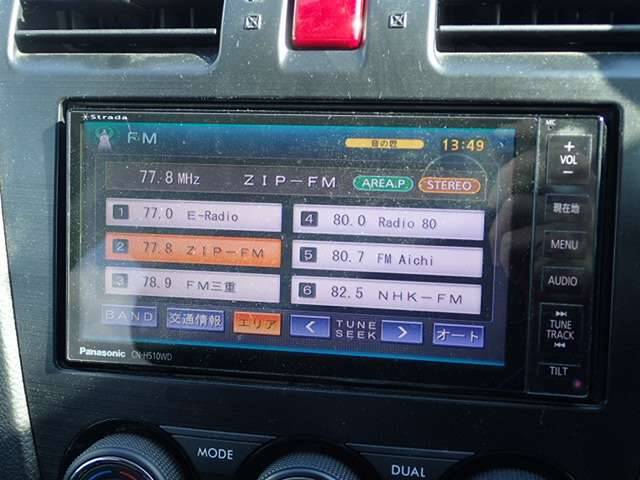 Strada
MIC
FM
音の匠
13:49
77.8 MHz ZIP-FM AREA.P STEREO
1 77.0 E-Radio
2 77.8 ZIP-FM
3 78.9 FM三重
4 80.0 Radio 80
5 80.7 FM Aichi
6 82.5 NHK-FM
BAND 交通情報 エリア < TUNE SEEK > オート
Panasonic CN-H510WD
+
VOL
-
現在地
MENU
AUDIO
TUNE
TRACK
TILT
MODE
DUAL